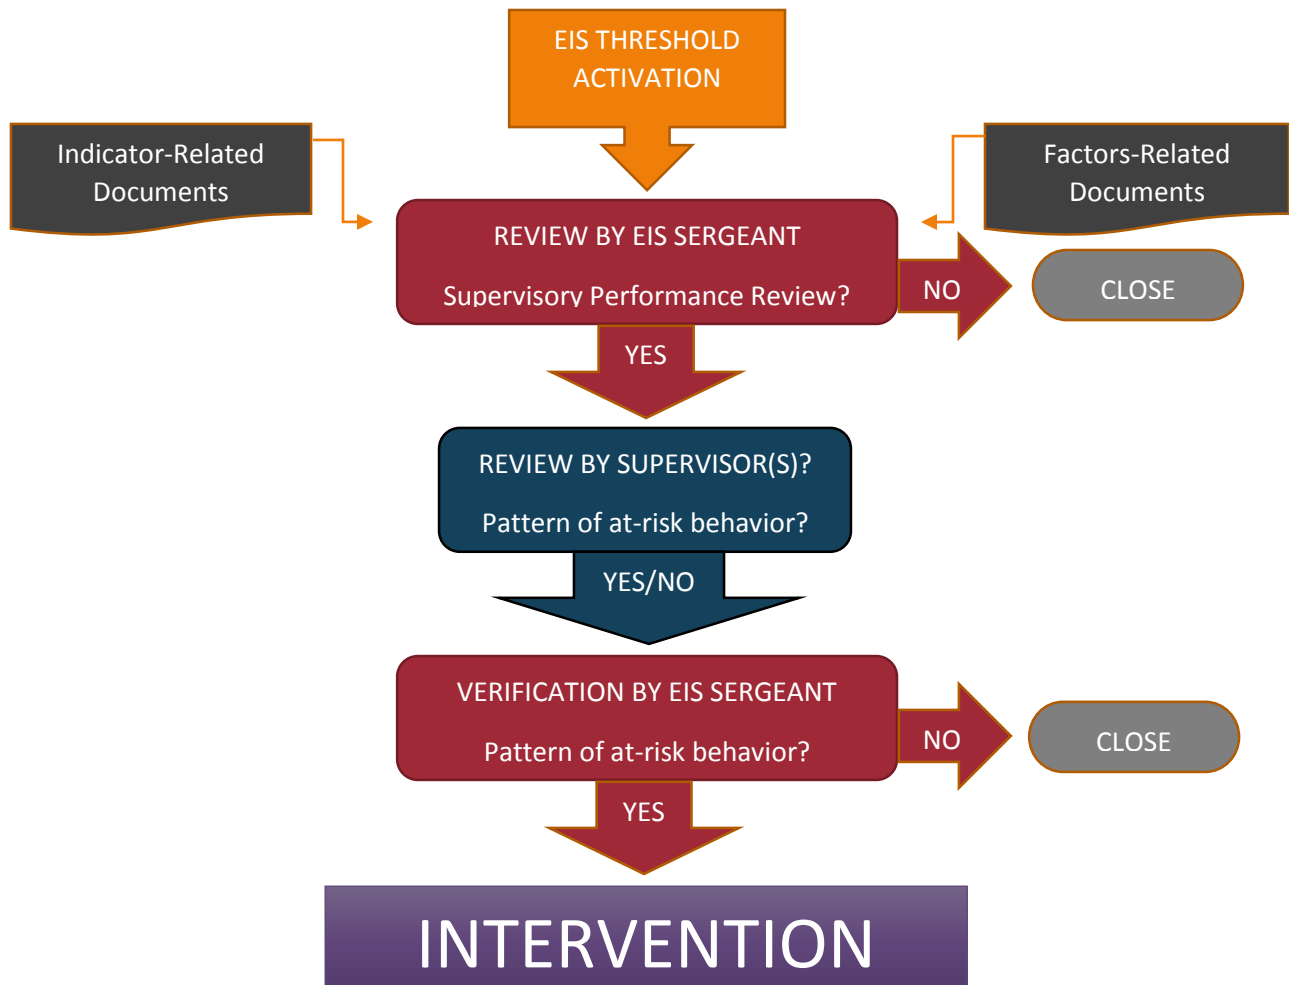 EIS THRESHOLD
ACTIVATION
Indicator-Related
Documents
Factors-Related
Documents
REVIEW BY EIS SERGEANT
Supervisory Performance Review?
NO
CLOSE
YES
REVIEW BY SUPERVISOR(S)?
Pattern of at-risk behavior?
YES/NO
VERIFICATION BY EIS SERGEANT
Pattern of at-risk behavior?
NO
CLOSE
YES
INTERVENTION